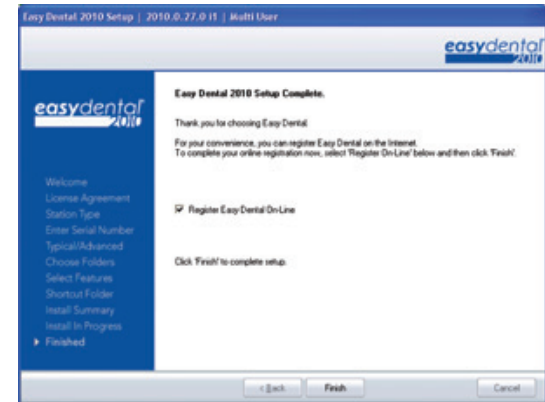 Easy Dental 2010 Setup | 2010.0.27.0 i1 | Multi User
easydental
2010
easydental
2010
Welcome
License Agreement
Station Type
Enter Serial Number
Typical/Advanced
Choose Folders
Select Features
Shortcut Folder
Install Summary
Install In Progress
Finished
Easy Dental 2010 Setup Complete.
Thank you for choosing Easy Dental.
For your convenience, you can register Easy Dental on the Internet.
To complete your online registration now, select 'Register On-Line' below and then click 'Finish'.
Register Easy Dental On-Line
Click 'Finish' to complete setup.
< Back
Finish
Cancel